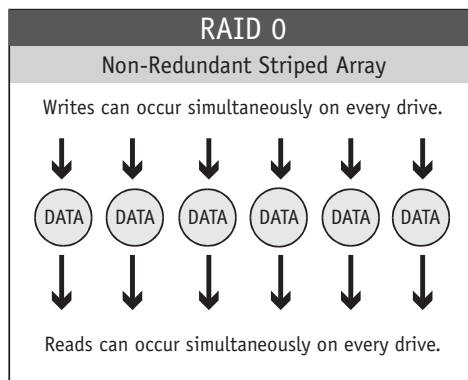 RAID 0
Non-Redundant Striped Array
Writes can occur simultaneously on every drive.
DATA DATA DATA DATA DATA DATA
Reads can occur simultaneously on every drive.